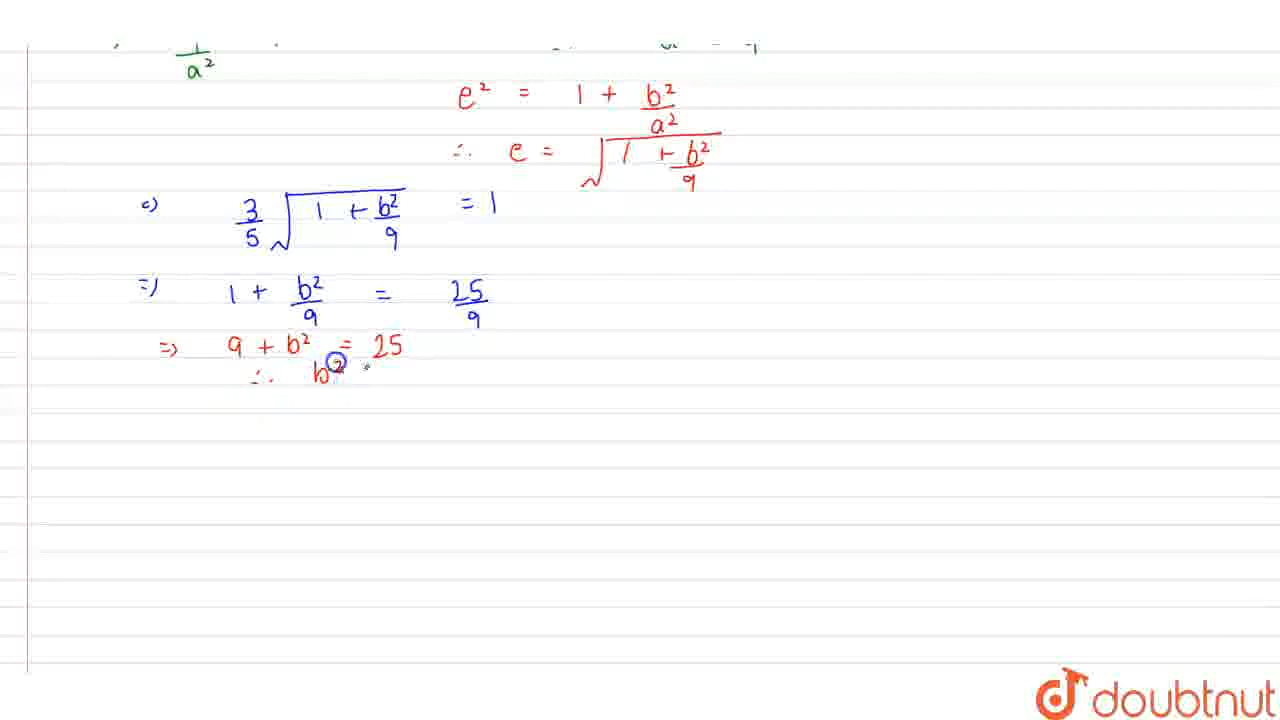 1/a²
e² = 1 + b²/a²
∴ e = √(1 + b²/9)
3/5 √(1 + b²/9) = 1
⇒ 1 + b²/9 = 25/9
⇒ 9 + b² = 25
∴ b²
doubtnut